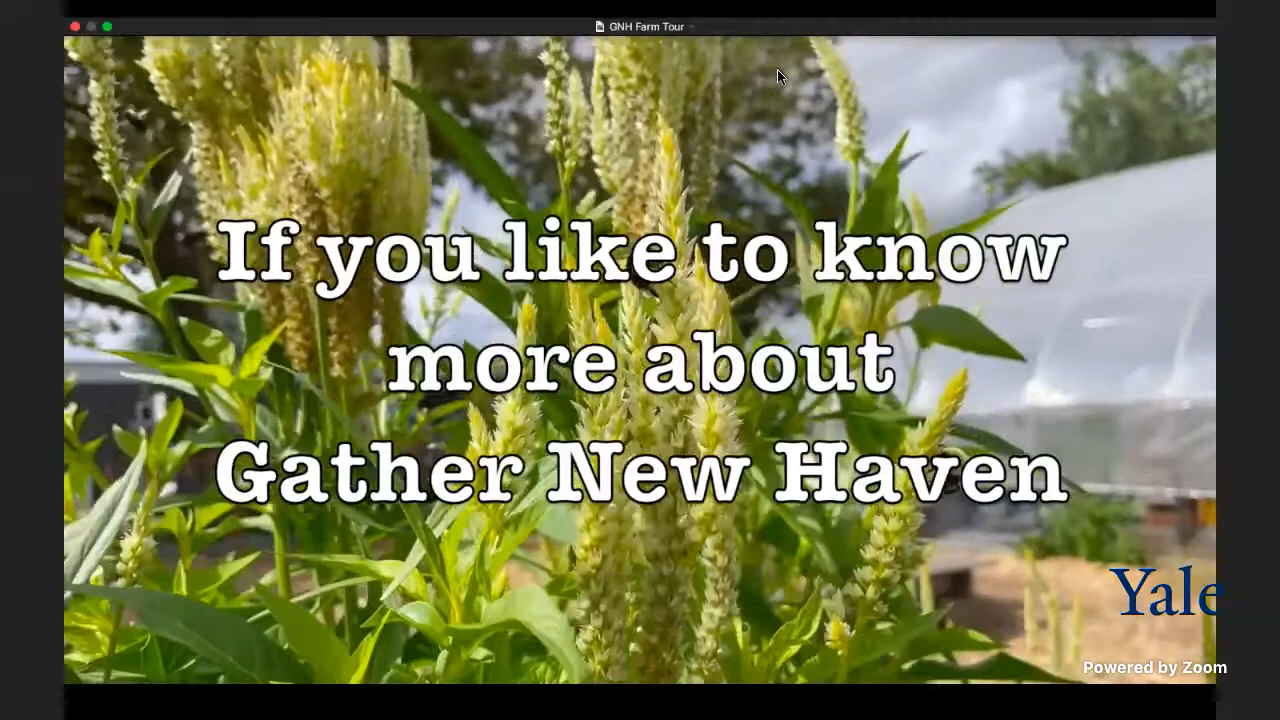 GNH Farm Tour
If you like to know
more about
Gather New Haven
Yale
Powered by Zoom